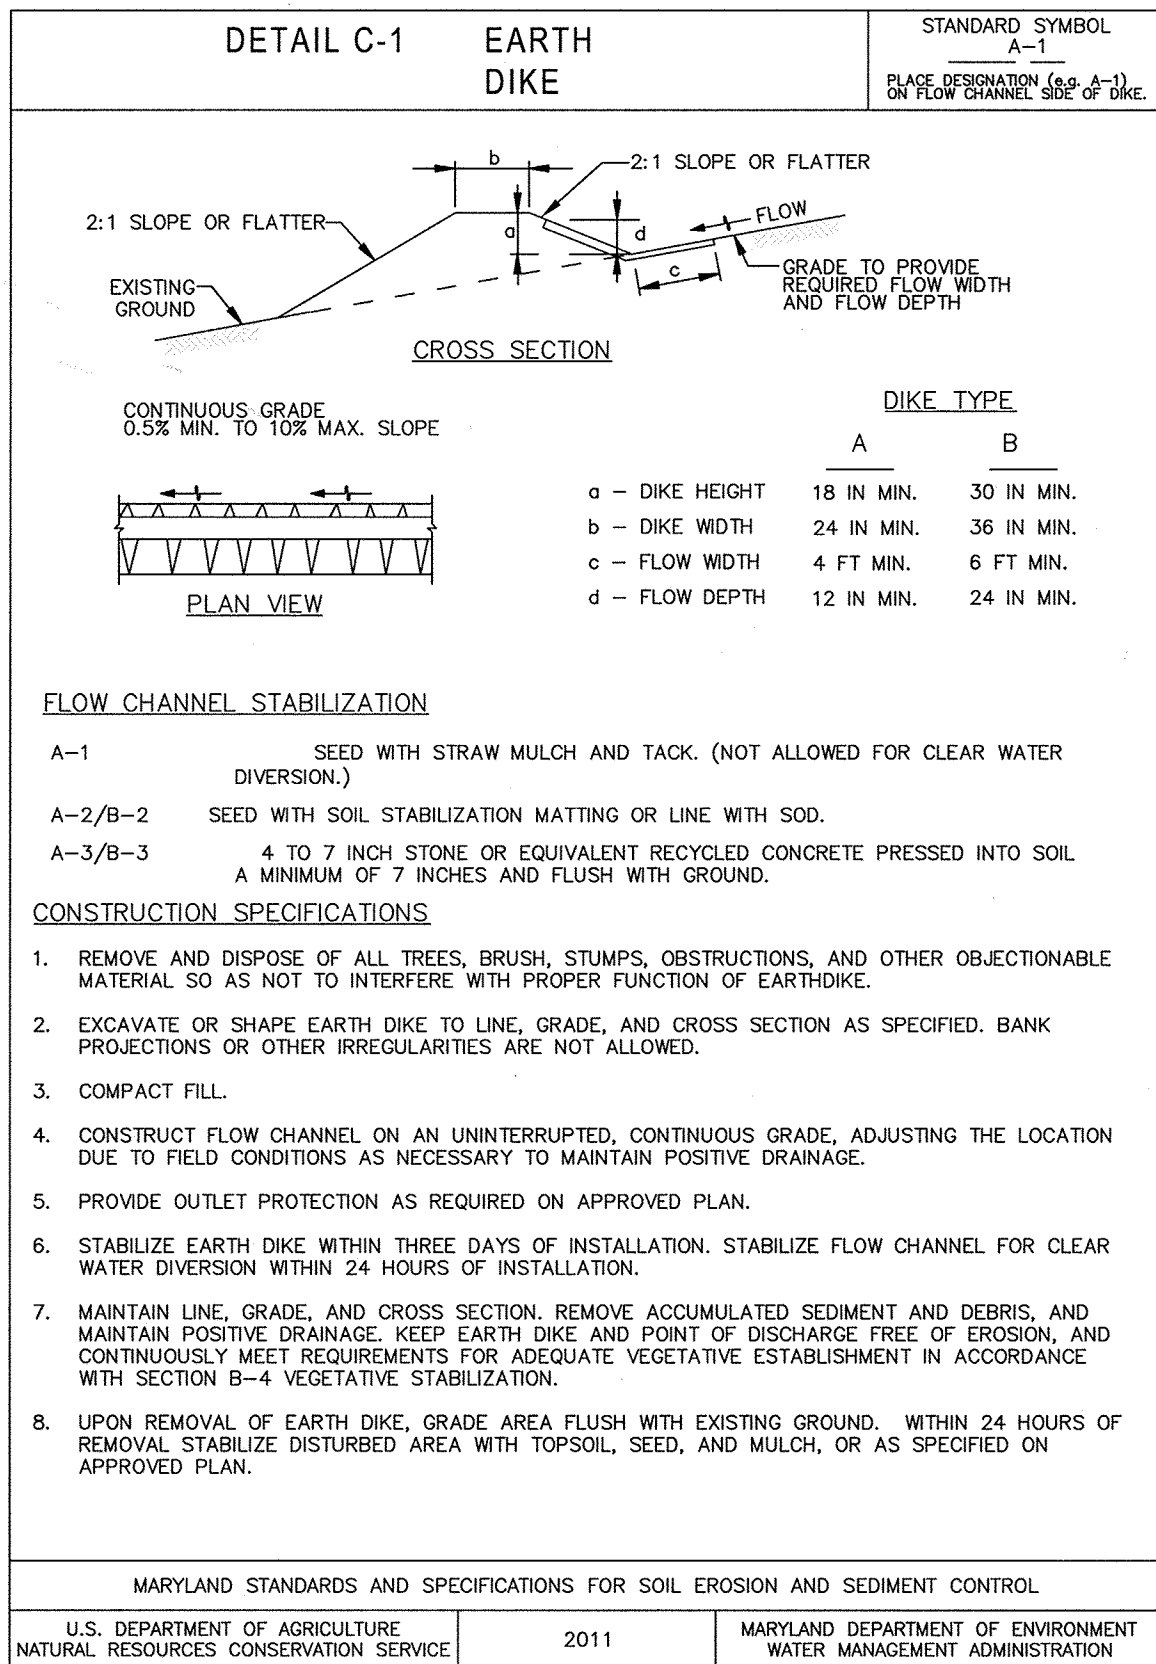 DETAIL C-1 EARTH
DIKE
STANDARD SYMBOL
A-1
PLACE DESIGNATION (e.g. A-1)
ON FLOW CHANNEL SIDE OF DIKE.
b
2:1 SLOPE OR FLATTER
2:1 SLOPE OR FLATTER
a
d
FLOW
c
GRADE TO PROVIDE
REQUIRED FLOW WIDTH
AND FLOW DEPTH
EXISTING
GROUND
CROSS SECTION
CONTINUOUS GRADE
0.5% MIN. TO 10% MAX. SLOPE
PLAN VIEW
DIKE TYPE
A B
a - DIKE HEIGHT 18 IN MIN. 30 IN MIN.
b - DIKE WIDTH 24 IN MIN. 36 IN MIN.
c - FLOW WIDTH 4 FT MIN. 6 FT MIN.
d - FLOW DEPTH 12 IN MIN. 24 IN MIN.
FLOW CHANNEL STABILIZATION
A-1 SEED WITH STRAW MULCH AND TACK. (NOT ALLOWED FOR CLEAR WATER
DIVERSION.)
A-2/B-2 SEED WITH SOIL STABILIZATION MATTING OR LINE WITH SOD.
A-3/B-3 4 TO 7 INCH STONE OR EQUIVALENT RECYCLED CONCRETE PRESSED INTO SOIL
A MINIMUM OF 7 INCHES AND FLUSH WITH GROUND.
CONSTRUCTION SPECIFICATIONS
1. REMOVE AND DISPOSE OF ALL TREES, BRUSH, STUMPS, OBSTRUCTIONS, AND OTHER OBJECTIONABLE
MATERIAL SO AS NOT TO INTERFERE WITH PROPER FUNCTION OF EARTHDIKE.
2. EXCAVATE OR SHAPE EARTH DIKE TO LINE, GRADE, AND CROSS SECTION AS SPECIFIED. BANK
PROJECTIONS OR OTHER IRREGULARITIES ARE NOT ALLOWED.
3. COMPACT FILL.
4. CONSTRUCT FLOW CHANNEL ON AN UNINTERRUPTED, CONTINUOUS GRADE, ADJUSTING THE LOCATION
DUE TO FIELD CONDITIONS AS NECESSARY TO MAINTAIN POSITIVE DRAINAGE.
5. PROVIDE OUTLET PROTECTION AS REQUIRED ON APPROVED PLAN.
6. STABILIZE EARTH DIKE WITHIN THREE DAYS OF INSTALLATION. STABILIZE FLOW CHANNEL FOR CLEAR
WATER DIVERSION WITHIN 24 HOURS OF INSTALLATION.
7. MAINTAIN LINE, GRADE, AND CROSS SECTION. REMOVE ACCUMULATED SEDIMENT AND DEBRIS, AND
MAINTAIN POSITIVE DRAINAGE. KEEP EARTH DIKE AND POINT OF DISCHARGE FREE OF EROSION, AND
CONTINUOUSLY MEET REQUIREMENTS FOR ADEQUATE VEGETATIVE ESTABLISHMENT IN ACCORDANCE
WITH SECTION B-4 VEGETATIVE STABILIZATION.
8. UPON REMOVAL OF EARTH DIKE, GRADE AREA FLUSH WITH EXISTING GROUND. WITHIN 24 HOURS OF
REMOVAL STABILIZE DISTURBED AREA WITH TOPSOIL, SEED, AND MULCH, OR AS SPECIFIED ON
APPROVED PLAN.
MARYLAND STANDARDS AND SPECIFICATIONS FOR SOIL EROSION AND SEDIMENT CONTROL
U.S. DEPARTMENT OF AGRICULTURE
NATURAL RESOURCES CONSERVATION SERVICE
2011
MARYLAND DEPARTMENT OF ENVIRONMENT
WATER MANAGEMENT ADMINISTRATION